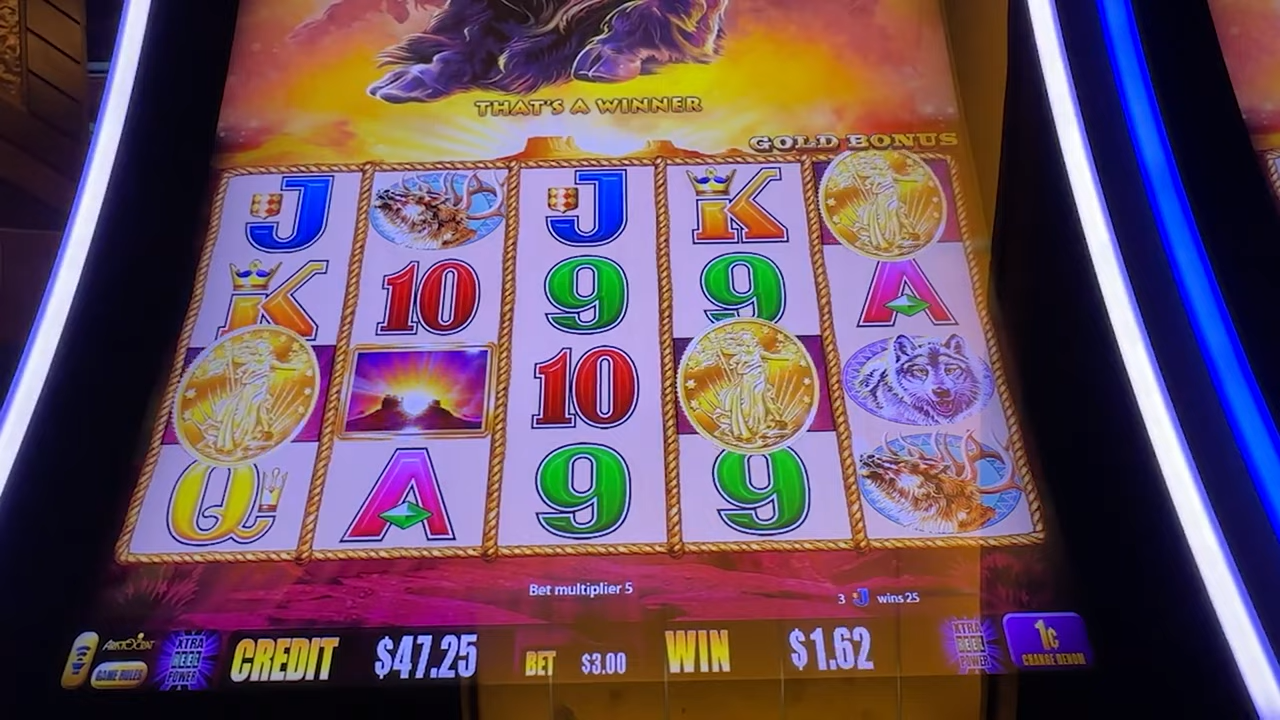 THAT'S A WINNER
GOLD BONUS
J J K
K 10 9 9 A
10
Q A 9 9
Bet multiplier 5
3 J wins 25
ARISTOCRAT
GAME RULES
XTRA REEL POWER
CREDIT $47.25
BET $3.00
WIN $1.62
XTRA REEL POWER
1¢
CHANGE DENOM